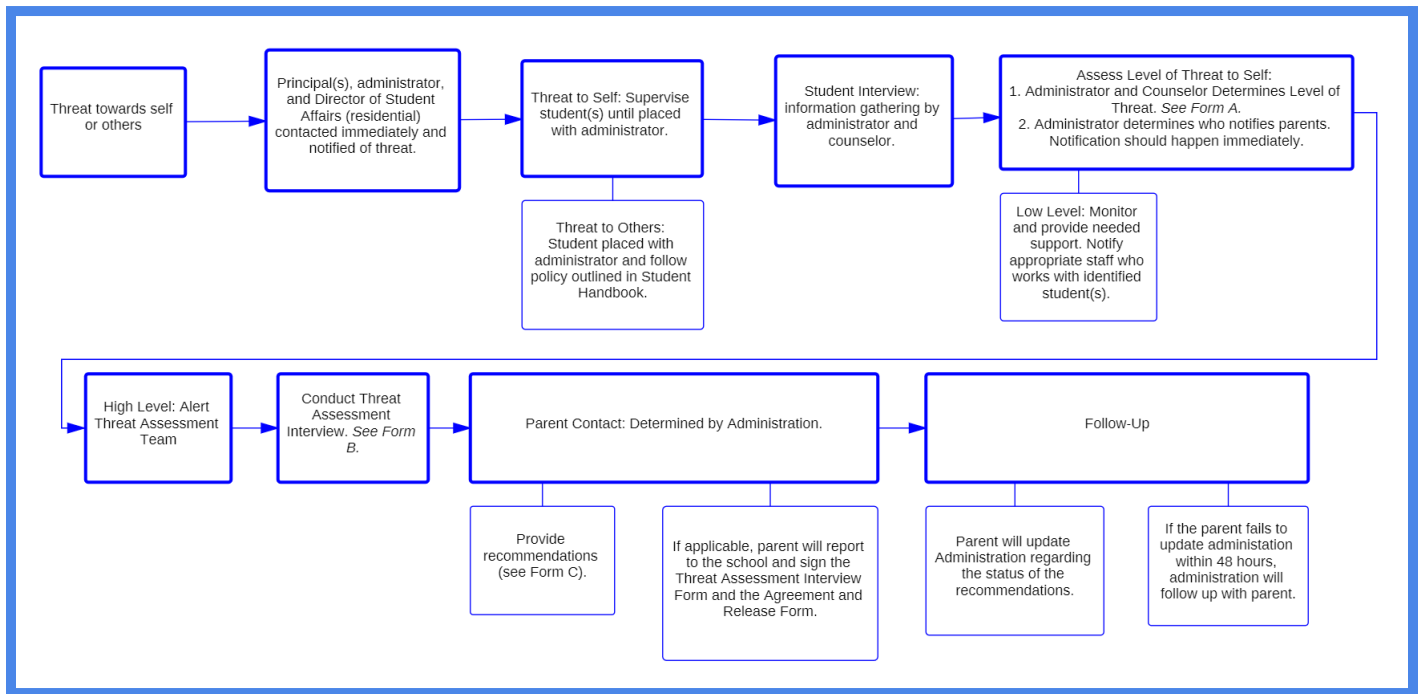 Threat towards self
or others
Principal(s), administrator,
and Director of Student
Affairs (residential)
contacted immediately and
notified of threat.
Threat to Self: Supervise
student(s) until placed
with administrator.
Student Interview:
information gathering by
administrator and
counselor.
Assess Level of Threat to Self:
1. Administrator and Counselor Determines Level of
Threat. See Form A.
2. Administrator determines who notifies parents.
Notification should happen immediately.
Threat to Others:
Student placed with
administrator and follow
policy outlined in Student
Handbook.
Low Level: Monitor
and provide needed
support. Notify
appropriate staff who
works with identified
student(s).
High Level: Alert
Threat Assessment
Team
Conduct Threat
Assessment
Interview. See Form
B.
Parent Contact: Determined by Administration.
Follow-Up
Provide
recommendations
(see Form C).
If applicable, parent will report
to the school and sign the
Threat Assessment Interview
Form and the Agreement and
Release Form.
Parent will update
Administration regarding
the status of the
recommendations.
If the parent fails to
update administation
within 48 hours,
administration will
follow up with parent.